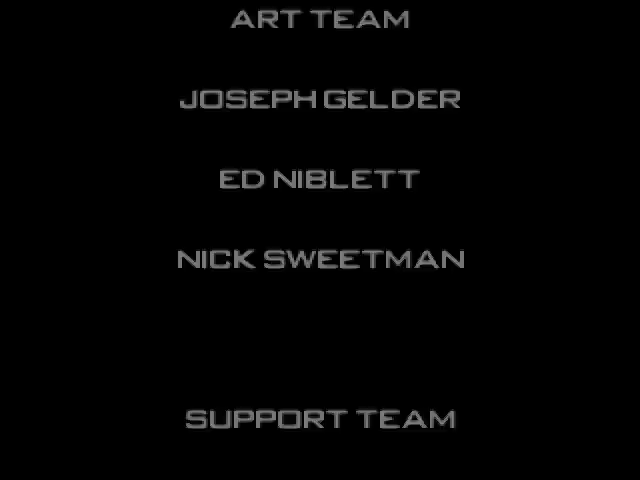 ART TEAM
JOSEPH GELDER
ED NIBLETT
NICK SWEETMAN
SUPPORT TEAM